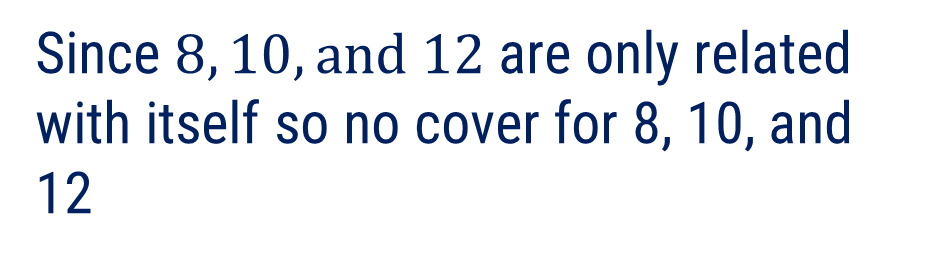 Since 8, 10, and 12 are only related
with itself so no cover for 8, 10, and
12